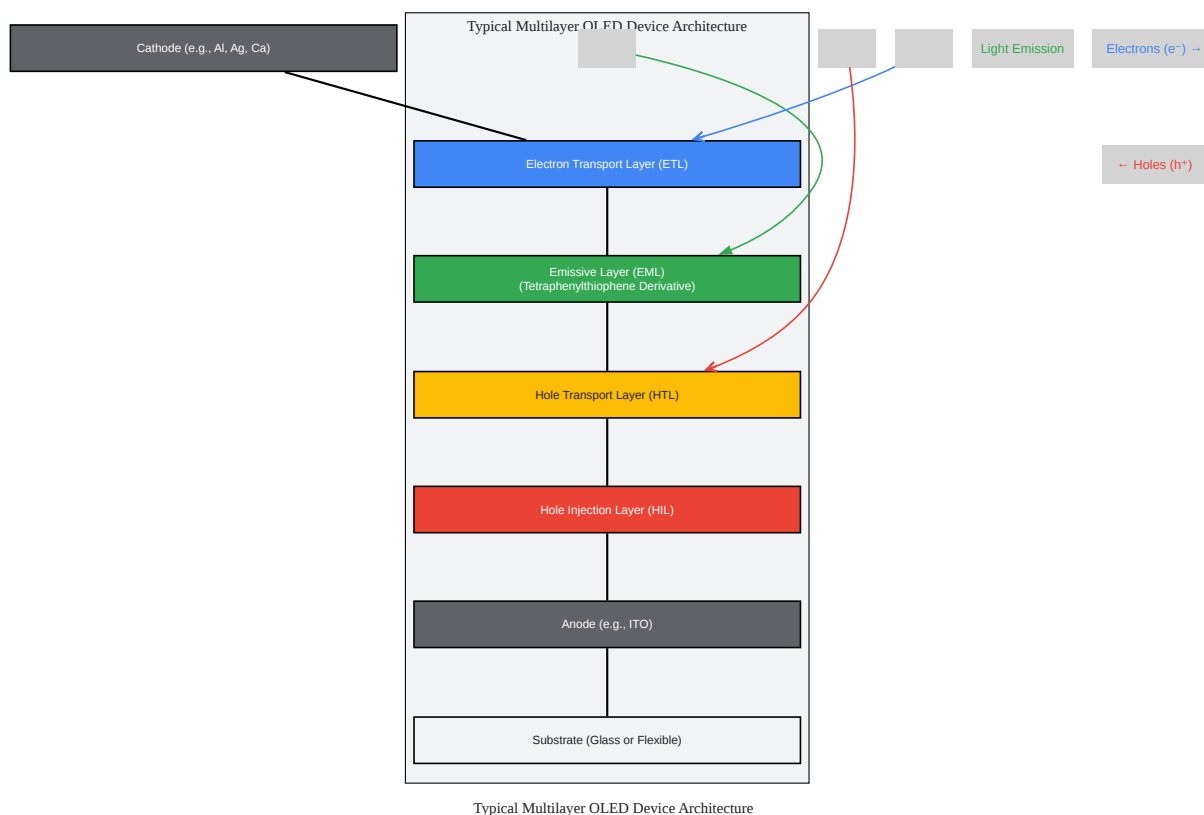 Typical Multilayer OLED Device Architecture
Cathode (e.g., Al, Ag, Ca)
Light Emission
Electrons (e⁻) →
← Holes (h⁺)
Electron Transport Layer (ETL)
Emissive Layer (EML)
(Tetraphenylthiophene Derivative)
Hole Transport Layer (HTL)
Hole Injection Layer (HIL)
Anode (e.g., ITO)
Substrate (Glass or Flexible)
Typical Multilayer OLED Device Architecture